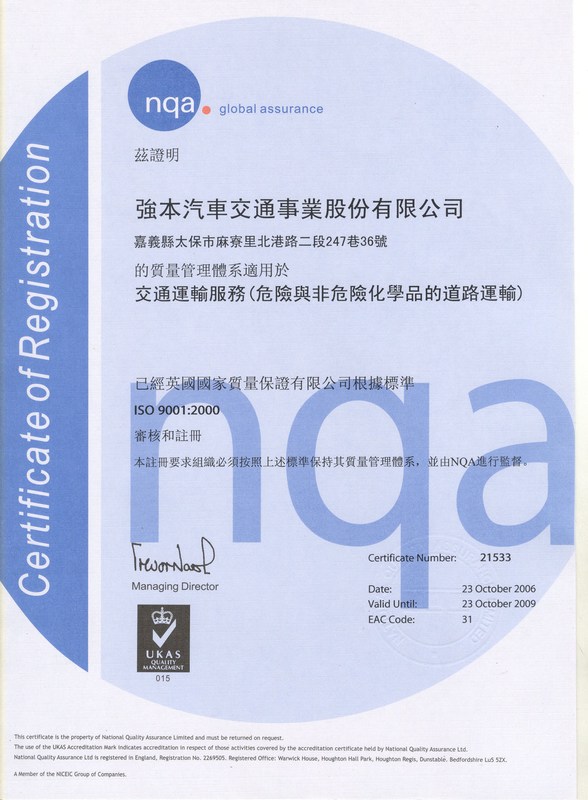 Certificate of Registration
nqa.
global assurance
茲證明
強本汽車交通事業股份有限公司
嘉義縣太保市麻寮里北港路二段247巷36號
的質量管理體系適用於
交通運輸服務(危險與非危險化學品的道路運輸)
已經英國國家質量保證有限公司根據標準
ISO 9001:2000
審核和註冊
本註冊要求組織必須按照上述標準保持其質量管理體系，並由NQA進行監督。
nqa
Managing Director
Certificate Number: 21533
Date: 23 October 2006
Valid Until: 23 October 2009
EAC Code: 31
UKAS
QUALITY
MANAGEMENT
015
This certificate is the property of National Quality Assurance Limited and must be returned on request.
The use of the UKAS Accreditation Mark indicates accreditation in respect of those activities covered by the accreditation certificate held by National Quality Assurance Ltd.
National Quality Assurance Ltd is registered in England, Registration No. 2269505. Registered Office: Warwick House, Houghton Hall Park, Houghton Regis, Dunstable, Bedfordshire LU5 5ZX.
A Member of the NICEIC Group of Companies.